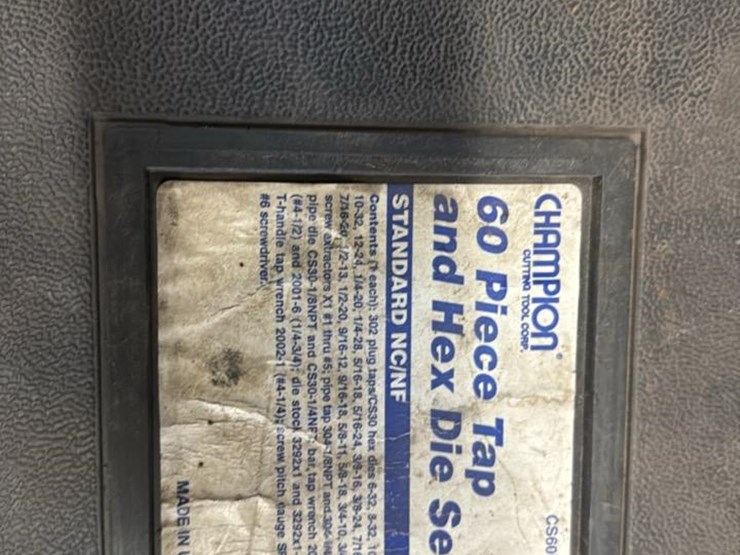 CHAMPION®
CUTTING TOOL CORP.
CS60
60 Piece Tap
and Hex Die Se
STANDARD NC/NF
Contents (1 each): 302 plug taps/CS30 hex dies 6-32, 8-32, 10
10-32, 12-24, 1/4-20, 1/4-28, 5/16-18, 5/16-24, 3/8-16, 3/8-24, 7/1
7/16-20, 1/2-13, 1/2-20, 9/16-12, 9/16-18, 5/8-11, 5/8-18, 3/4-10, 3/
screw extractors X1 #1 thru #5; pipe tap 304-1/8NPT and
pipe die CS30-1/8NPT and CS30-1/4NPT; bar tap wrench 20
(#4-1/2) and 2001-6 (1/4-3/4); die stock 3292x1 and 3292x1-
T-handle tap wrench 2002-1 (#4-1/4); screw pitch gauge
#6 screwdriver.
MADE IN U